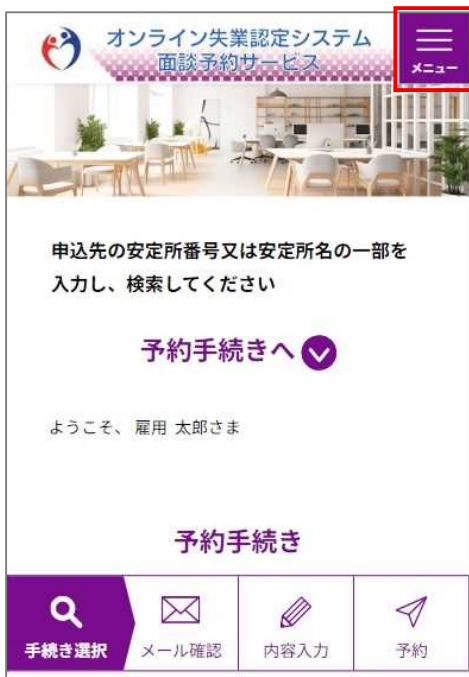 オンライン失業認定システム
面談予約サービス
メニュー
申込先の安定所番号又は安定所名の一部を
入力し、検索してください
予約手続きへ
ようこそ、 雇用 太郎さま
予約手続き
手続き選択
メール確認
内容入力
予約